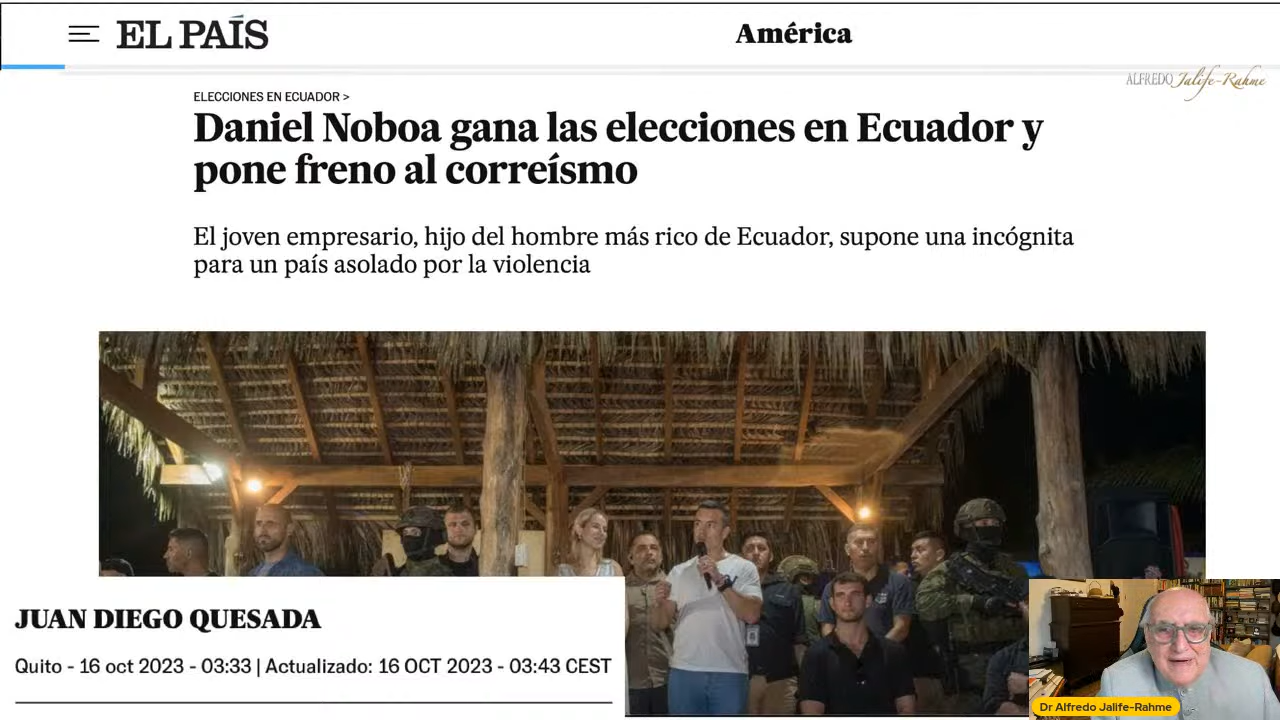 EL PAÍS
América
ALFREDO Jalife-Rahme
ELECCIONES EN ECUADOR >
Daniel Noboa gana las elecciones en Ecuador y
pone freno al correísmo
El joven empresario, hijo del hombre más rico de Ecuador, supone una incógnita
para un país asolado por la violencia
JUAN DIEGO QUESADA
Quito - 16 oct 2023 - 03:33 | Actualizado: 16 OCT 2023 - 03:43 CEST
Dr Alfredo Jalife-Rahme